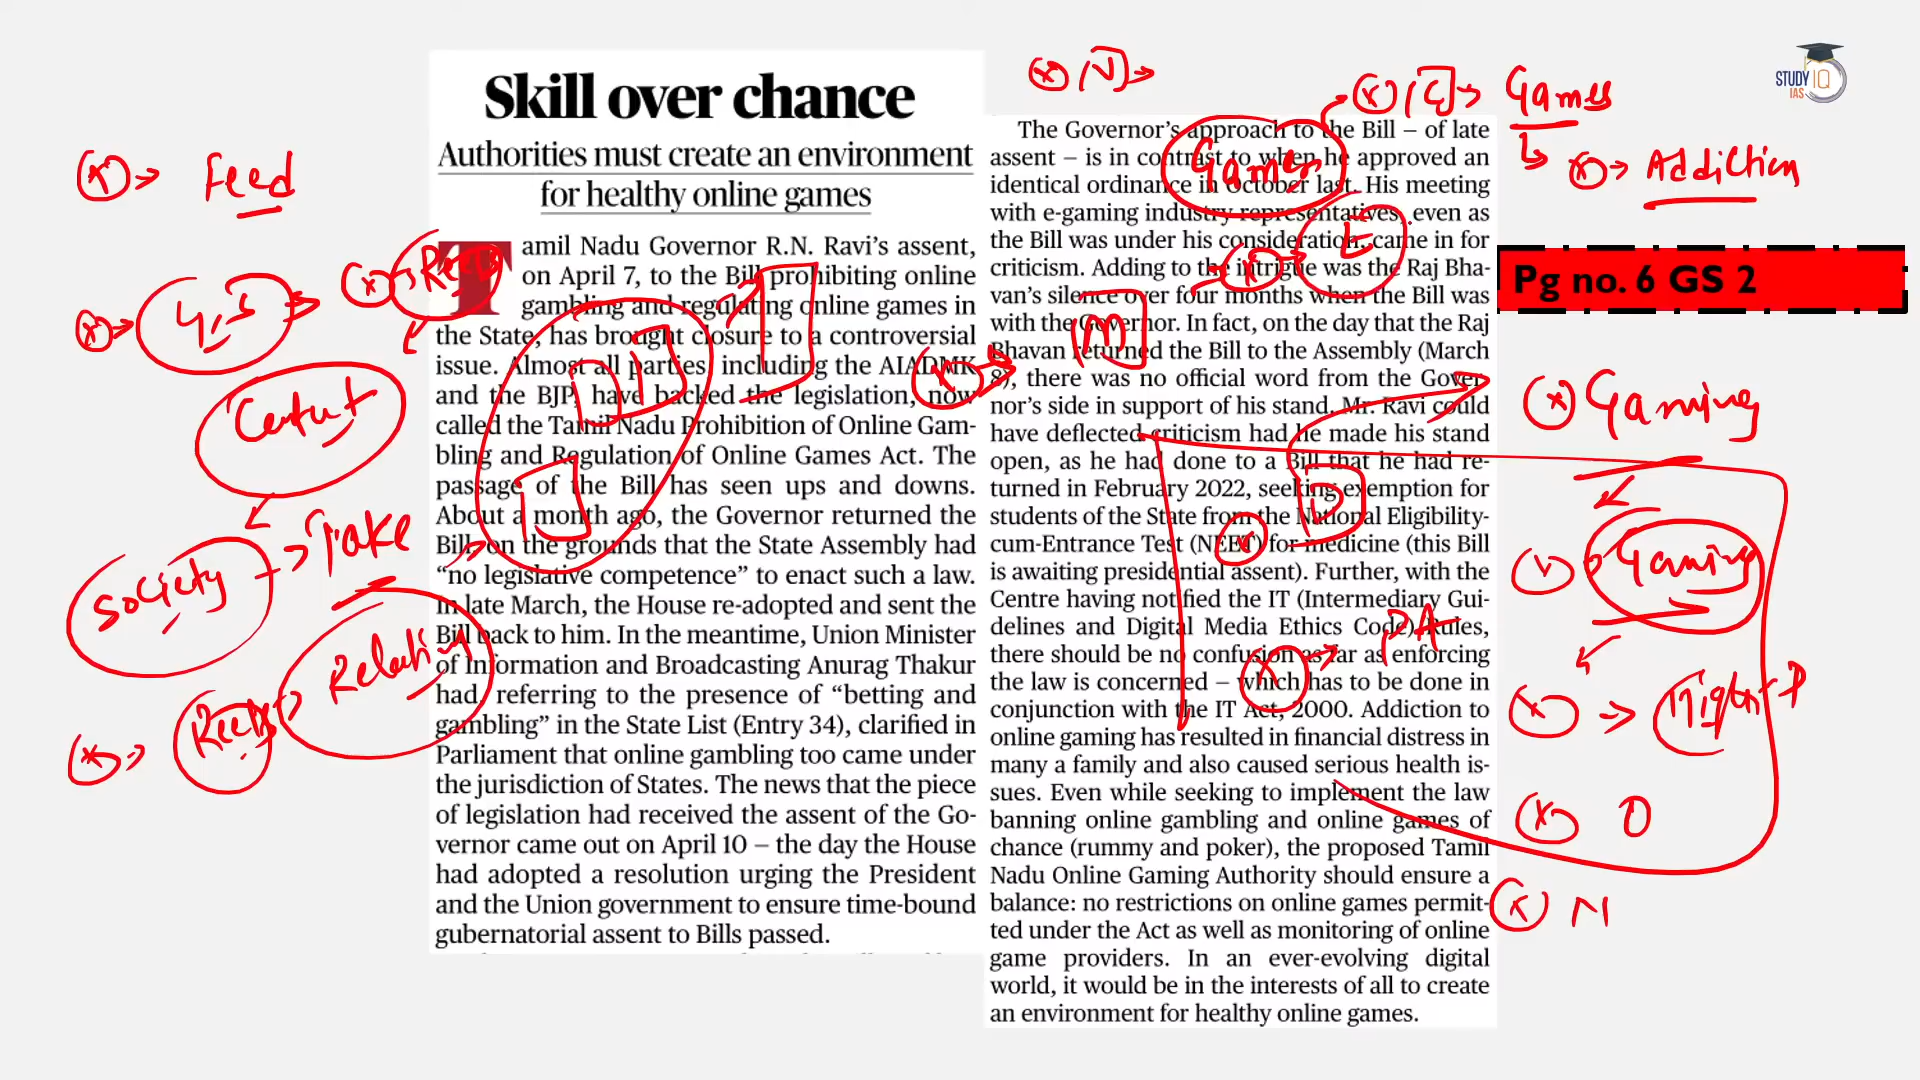 Skill over chance
Authorities must create an environment
for healthy online games
Tamil Nadu Governor R.N. Ravi's assent,
on April 7, to the Bill prohibiting online
gambling and regulating online games in
the State, has brought closure to a controversial
issue. Almost all parties, including the AIADMK
and the BJP, have backed the legislation, now
called the Tamil Nadu Prohibition of Online Gam-
bling and Regulation of Online Games Act. The
passage of the Bill has seen ups and downs.
About a month ago, the Governor returned the
Bill, on the grounds that the State Assembly had
“no legislative competence” to enact such a law.
In late March, the House re-adopted and sent the
Bill back to him. In the meantime, Union Minister
of Information and Broadcasting Anurag Thakur
had, referring to the presence of “betting and
gambling” in the State List (Entry 34), clarified in
Parliament that online gambling too came under
the jurisdiction of States. The news that the piece
of legislation had received the assent of the Go-
vernor came out on April 10 — the day the House
had adopted a resolution urging the President
and the Union government to ensure time-bound
gubernatorial assent to Bills passed.
The Governor's approach to the Bill — of late
assent — is in contrast to when he approved an
identical ordinance in October last. His meeting
with e-gaming industry representatives, even as
the Bill was under his consideration, came in for
criticism. Adding to the intrigue was the Raj Bha-
van's silence over four months when the Bill was
with the Governor. In fact, on the day that the Raj
Bhavan returned the Bill to the Assembly (March
8), there was no official word from the Gover-
nor's side in support of his stand. Mr. Ravi could
have deflected criticism had he made his stand
open, as he had done to a Bill that he had re-
turned in February 2022, seeking exemption for
students of the State from the National Eligibility-
cum-Entrance Test (NEET) for medicine (this Bill
is awaiting presidential assent). Further, with the
Centre having notified the IT (Intermediary Gui-
delines and Digital Media Ethics Code) Rules,
there should be no confusion as far as enforcing
the law is concerned — which has to be done in
conjunction with the IT Act, 2000. Addiction to
online gaming has resulted in financial distress in
many a family and also caused serious health is-
sues. Even while seeking to implement the law
banning online gambling and online games of
chance (rummy and poker), the proposed Tamil
Nadu Online Gaming Authority should ensure a
balance: no restrictions on online games permit-
ted under the Act as well as monitoring of online
game providers. In an ever-evolving digital
world, it would be in the interests of all to create
an environment for healthy online games.
STUDY IQ
IAS
Pg no. 6 GS 2
Feed
Society
Take
Games
Games
Addiction
E
M
D
PA
Gaming
Gaming
O
N